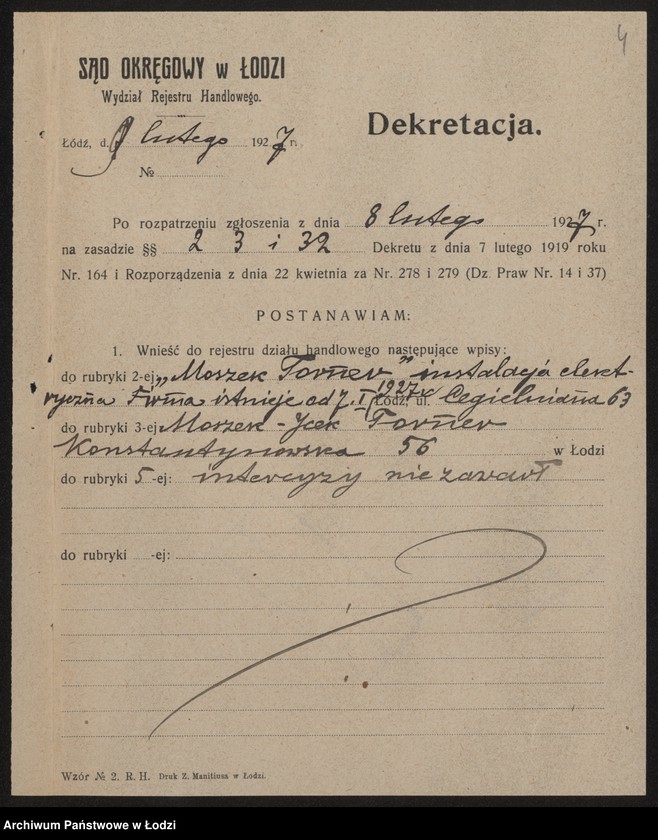 4
SĄD OKRĘGOWY w ŁODZI
Wydział Rejestru Handlowego.
Łódź, d. lutego 1927 r.
№
Dekretacja.
Po rozpatrzeniu zgłoszenia z dnia 8 lutego 1927 r.
na zasadzie §§ 2 3 i 32 Dekretu z dnia 7 lutego 1919 roku
Nr. 164 i Rozporządzenia z dnia 22 kwietnia za Nr. 278 i 279 (Dz. Praw Nr. 14 i 37)
POSTANAWIAM:
1. Wnieść do rejestru działu handlowego następujące wpisy:
do rubryki 2-ej „Moszek Torner" instalacja elekt-
ryczna Firma istnieje od 7. I 1927 r Łódź, ul. Cegielniana 63
do rubryki 3-ej Moszek-Icek Torner
Konstantynowska 56 w Łodzi
do rubryki 5-ej: intercyzy nie zawarł
do rubryki -ej:
Wzór № 2. R. H. Druk Z. Manitiusa w Łodzi.
Archiwum Państwowe w Łodzi